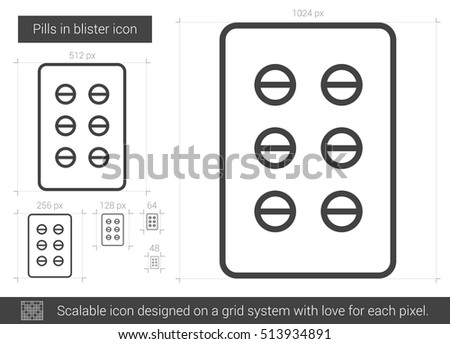 Pills in blister icon
1024 px
512 px
256 px
128 px
64
48
Scalable icon designed on a grid system with love for each pixel.
shutterstock
www.shutterstock.com · 513934891